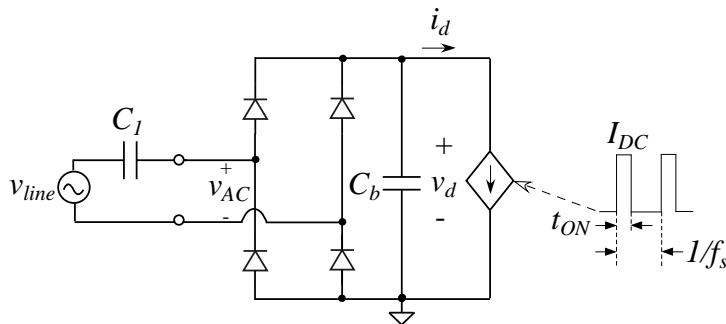 i_d
C_1
I_DC
+
v_line
v_AC
-
C_b
+
v_d
-
t_ON
1/f_s